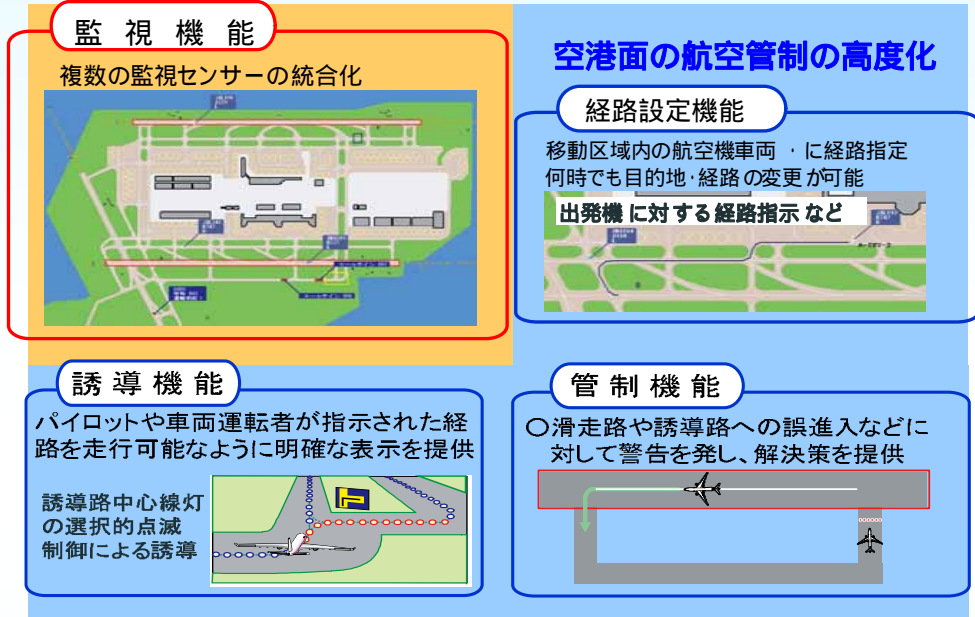 監視機能
複数の監視センサーの統合化
空港面の航空管制の高度化
経路設定機能
移動区域内の航空機車両 ・に経路指定
何時でも目的地・経路の変更が可能
出発機に対する経路指示など
誘導機能
パイロットや車両運転者が指示された経
路を走行可能なように明確な表示を提供
誘導路中心線灯
の選択的点滅
制御による誘導
管制機能
〇滑走路や誘導路への誤進入などに
対して警告を発し、解決策を提供